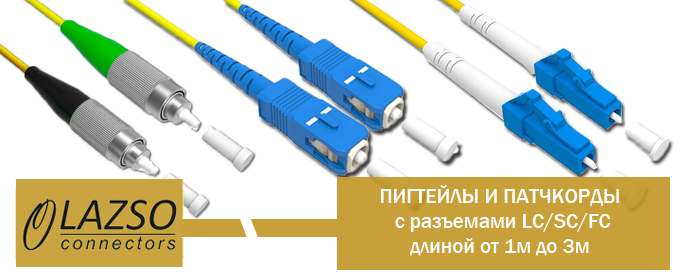 LAZSO
connectors
ПИГТЕЙЛЫ И ПАТЧКОРДЫ
с разъемами LC/SC/FC
длиной от 1м до 3м